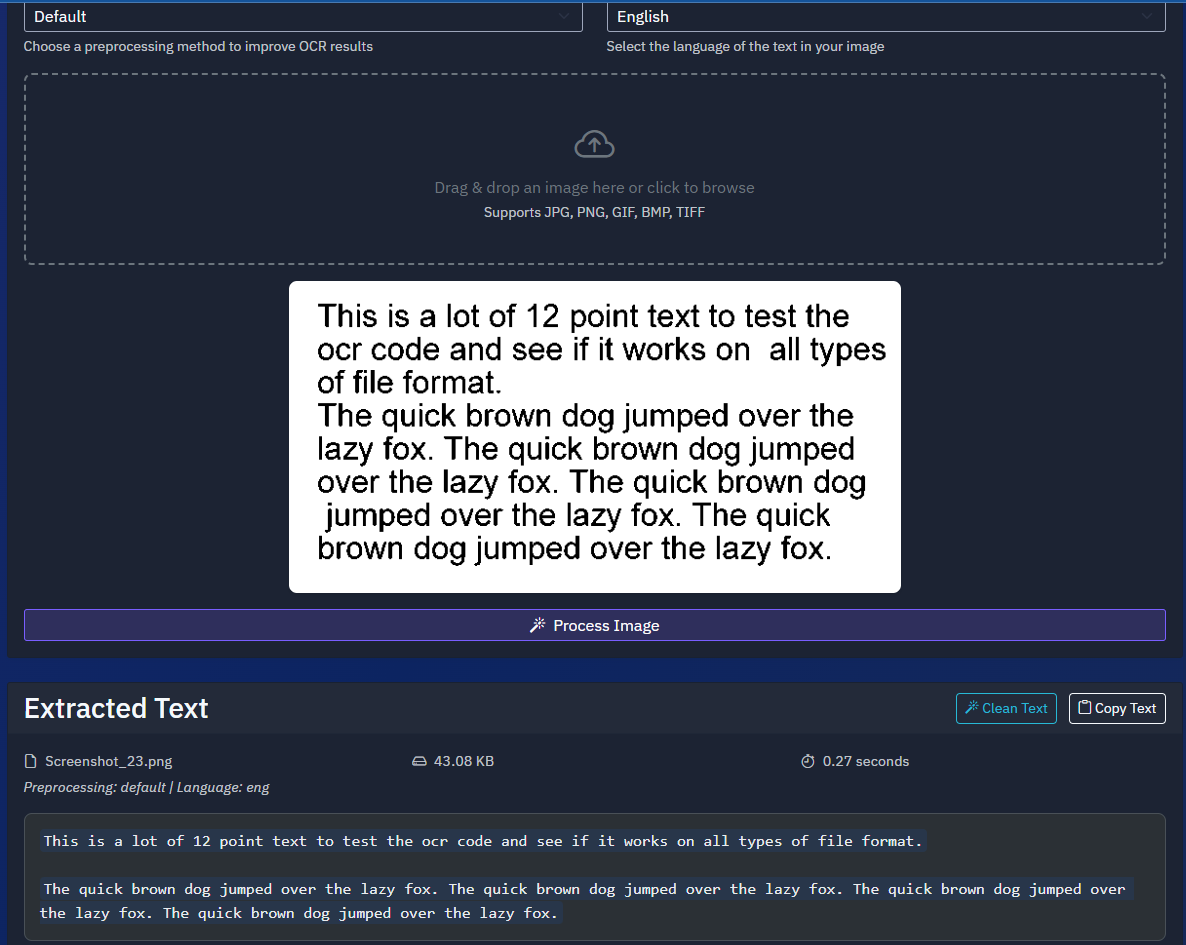 Default
English
Choose a preprocessing method to improve OCR results
Select the language of the text in your image
Drag & drop an image here or click to browse
Supports JPG, PNG, GIF, BMP, TIFF
This is a lot of 12 point text to test the
ocr code and see if it works on  all types
of file format.
The quick brown dog jumped over the
lazy fox. The quick brown dog jumped
over the lazy fox. The quick brown dog
jumped over the lazy fox. The quick
brown dog jumped over the lazy fox.
Process Image
Extracted Text
Clean Text
Copy Text
Screenshot_23.png
43.08 KB
0.27 seconds
Preprocessing: default | Language: eng
This is a lot of 12 point text to test the ocr code and see if it works on all types of file format.
The quick brown dog jumped over the lazy fox. The quick brown dog jumped over the lazy fox. The quick brown dog jumped over
the lazy fox. The quick brown dog jumped over the lazy fox.